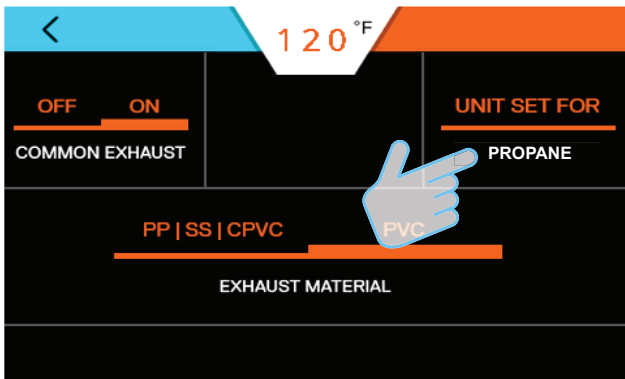 120°F
OFF ON
COMMON EXHAUST
UNIT SET FOR
PROPANE
PP | SS | CPVC PVC
EXHAUST MATERIAL